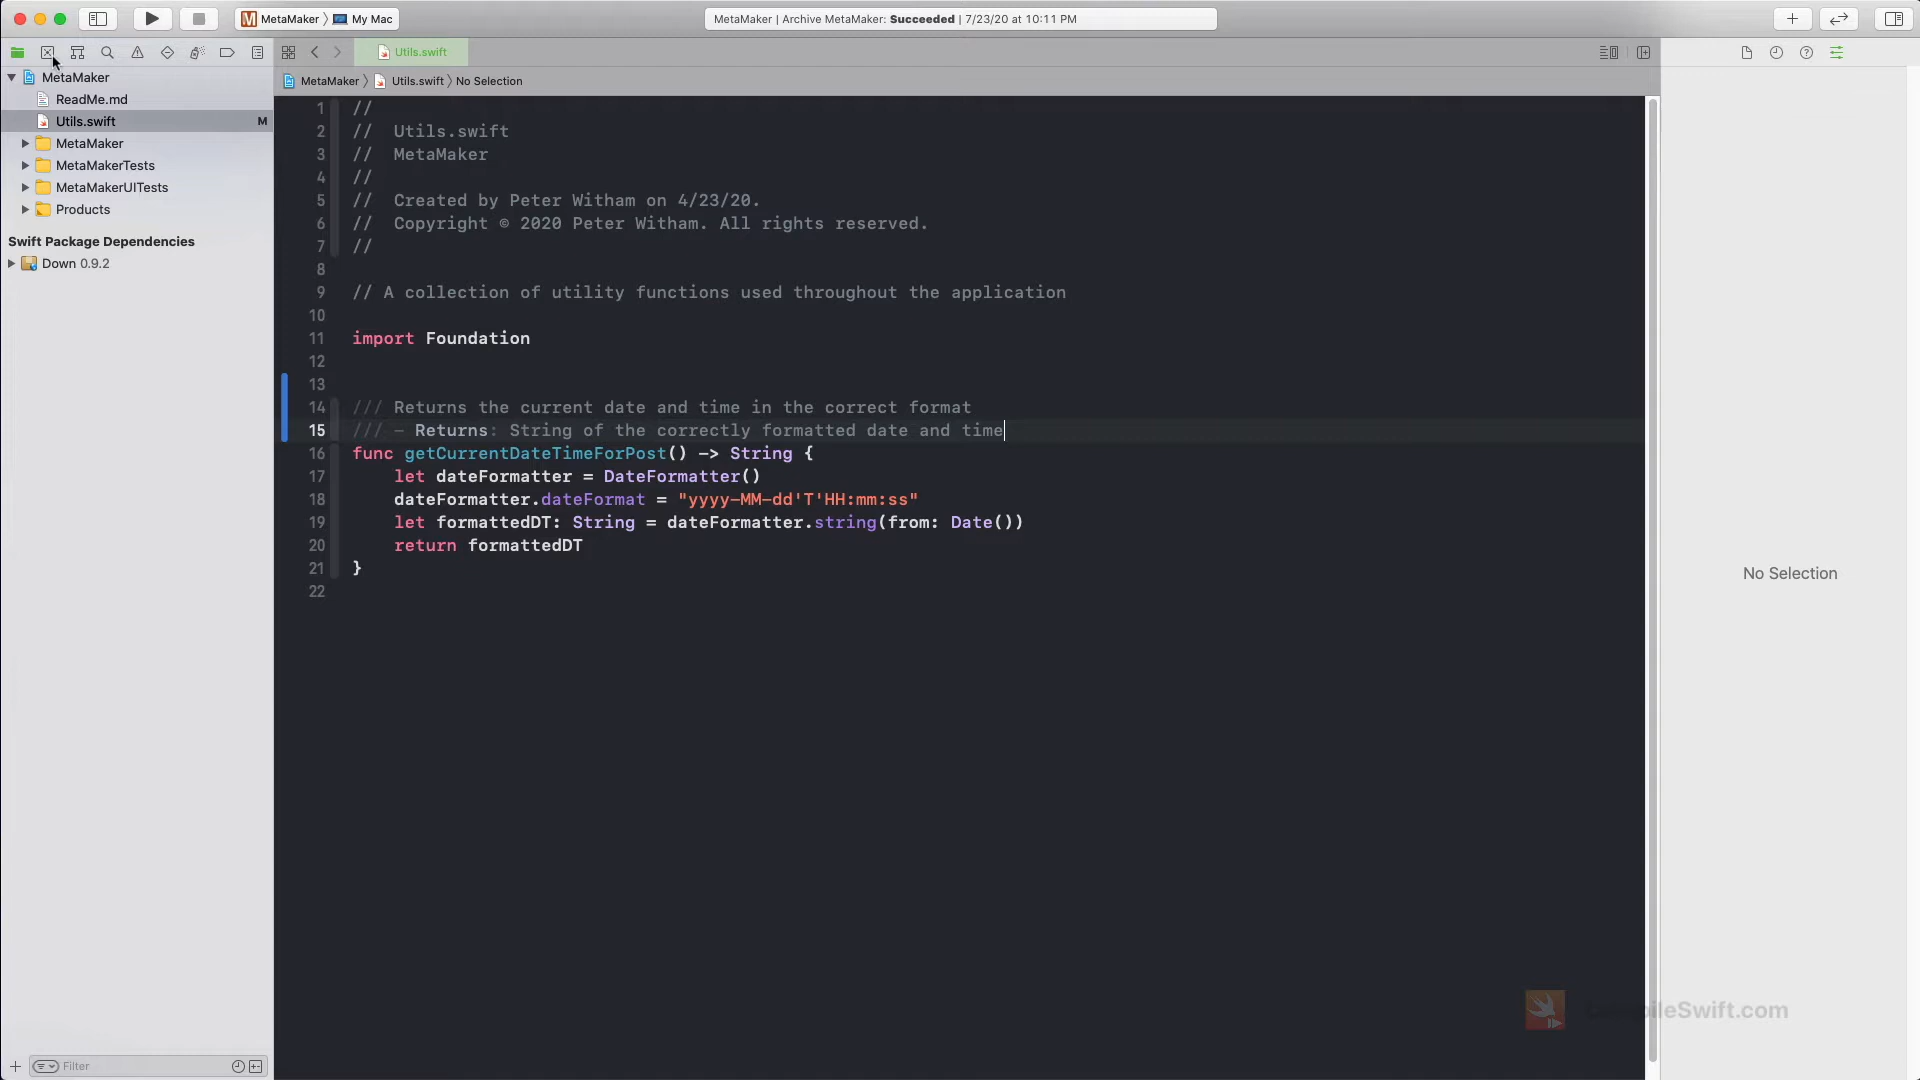 MetaMaker 〉 My Mac
MetaMaker | Archive MetaMaker: Succeeded | 7/23/20 at 10:11 PM
Utils.swift
MetaMaker 〉 Utils.swift 〉 No Selection
MetaMaker
ReadMe.md
Utils.swift M
MetaMaker
MetaMakerTests
MetaMakerUITests
Products
Swift Package Dependencies
Down 0.9.2
Filter
1 //
2 //  Utils.swift
3 //  MetaMaker
4 //
5 //  Created by Peter Witham on 4/23/20.
6 //  Copyright © 2020 Peter Witham. All rights reserved.
7 //
8
9 // A collection of utility functions used throughout the application
10
11 import Foundation
12
13
14 /// Returns the current date and time in the correct format
15 /// - Returns: String of the correctly formatted date and time
16 func getCurrentDateTimeForPost() -> String {
17     let dateFormatter = DateFormatter()
18     dateFormatter.dateFormat = "yyyy-MM-dd'T'HH:mm:ss"
19     let formattedDT: String = dateFormatter.string(from: Date())
20     return formattedDT
21 }
22
No Selection